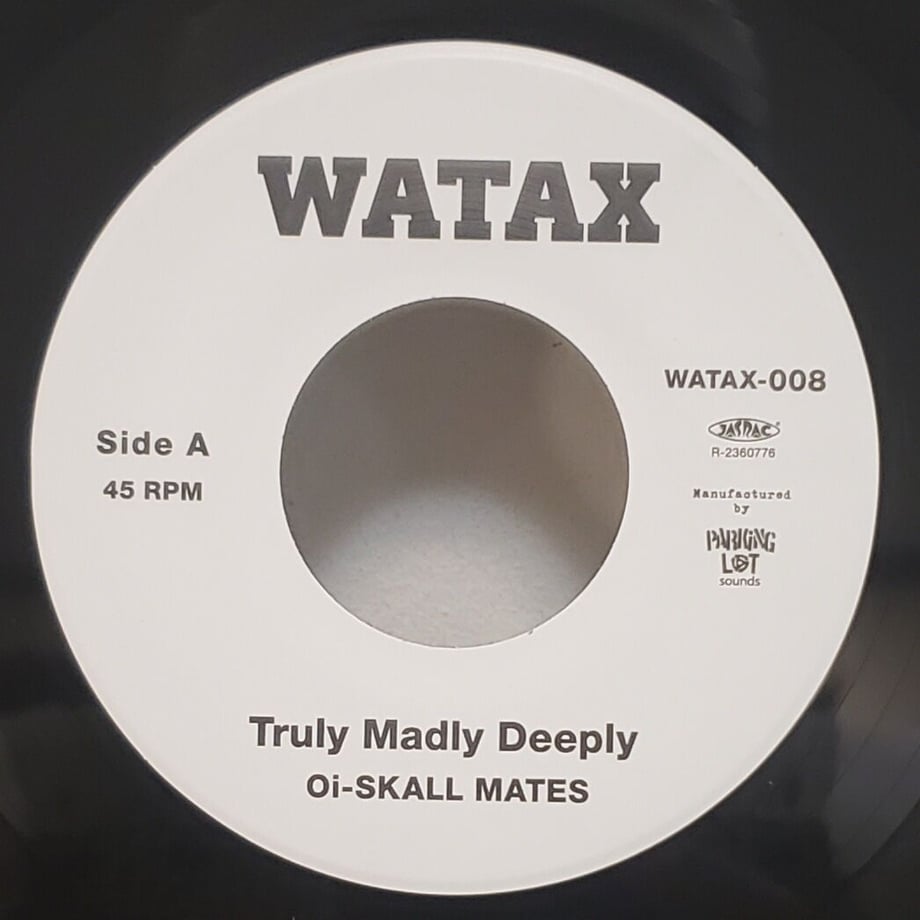 WATAX
WATAX-008
JASRAC
R-2360776
Side A
45 RPM
Manufactured
by
PARKING
LOT
sounds
Truly Madly Deeply
Oi-SKALL MATES